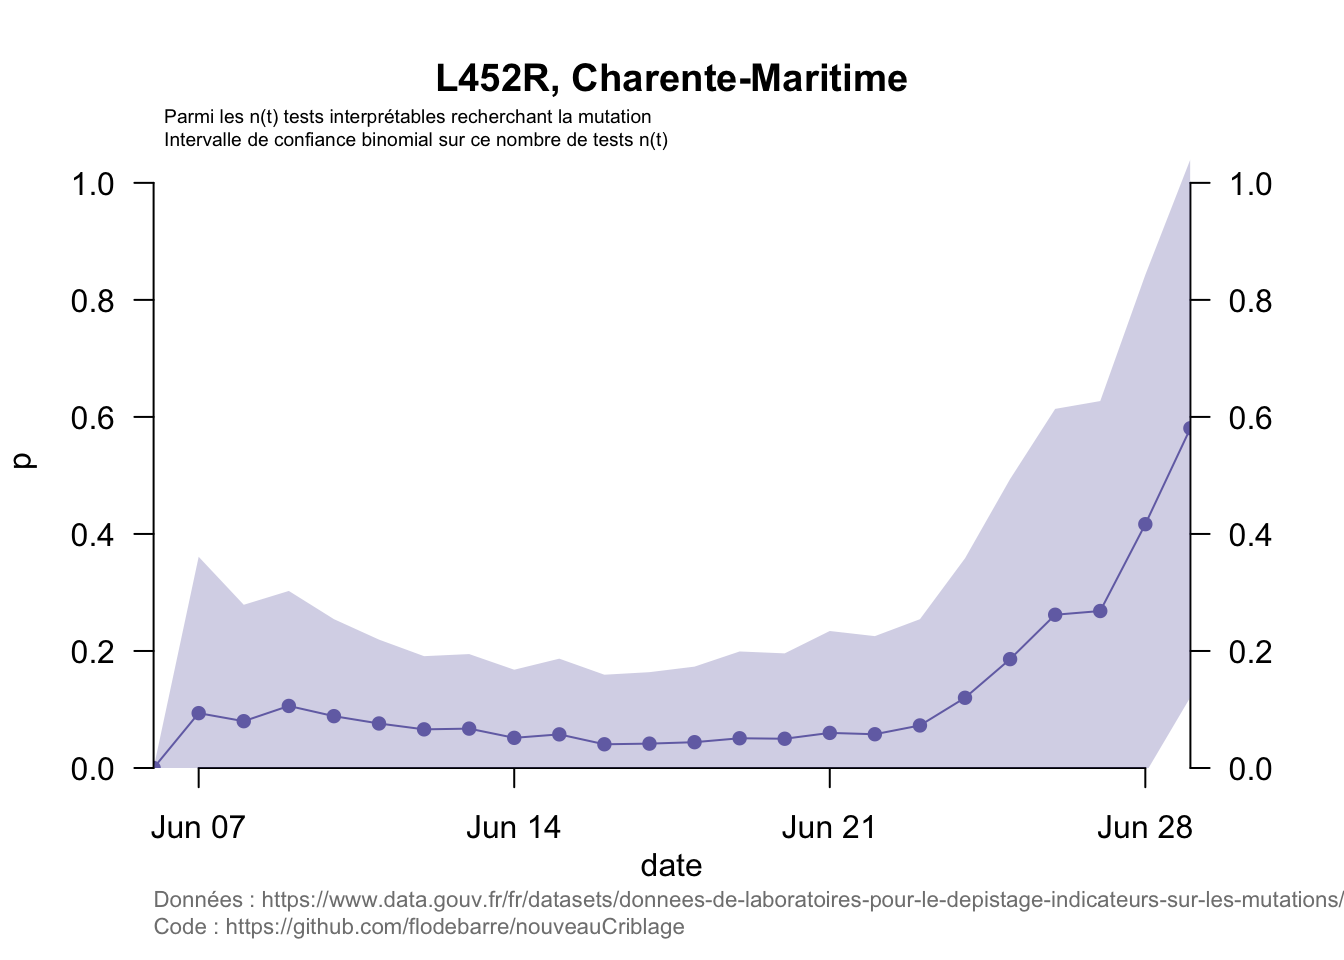 L452R, Charente-Maritime
Parmi les n(t) tests interprétables recherchant la mutation
Intervalle de confiance binomial sur ce nombre de tests n(t)
1.0
0.8
0.6
0.4
0.2
0.0
p
1.0
0.8
0.6
0.4
0.2
0.0
Jun 07 Jun 14 Jun 21 Jun 28
date
Données : https://www.data.gouv.fr/fr/datasets/donnees-de-laboratoires-pour-le-depistage-indicateurs-sur-les-mutations/
Code : https://github.com/flodebarre/nouveauCriblage